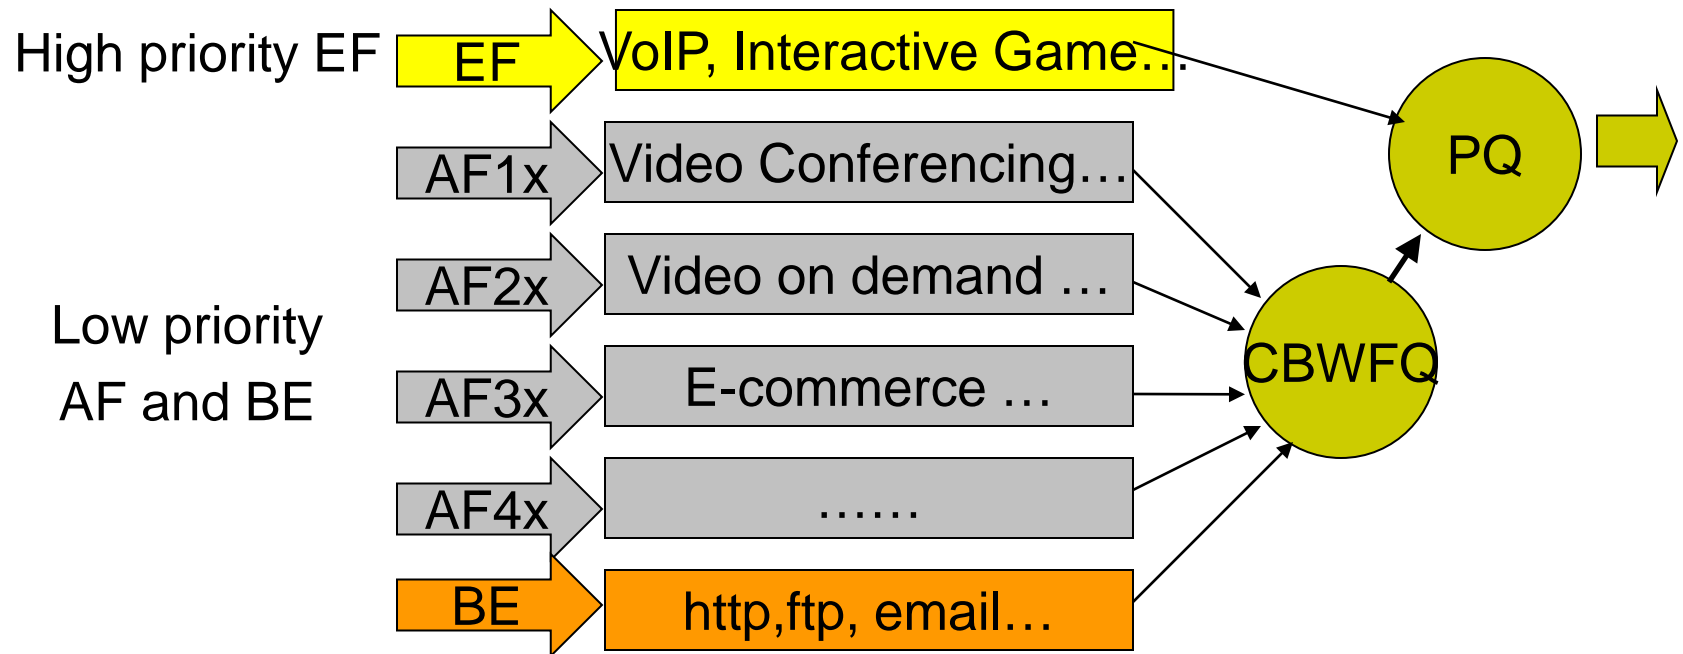 High priority EF
EF
VoIP, Interactive Game…
PQ
AF1x
Video Conferencing…
AF2x
Video on demand …
Low priority
AF and BE
CBWFQ
AF3x
E-commerce …
AF4x
……
BE
http,ftp, email…